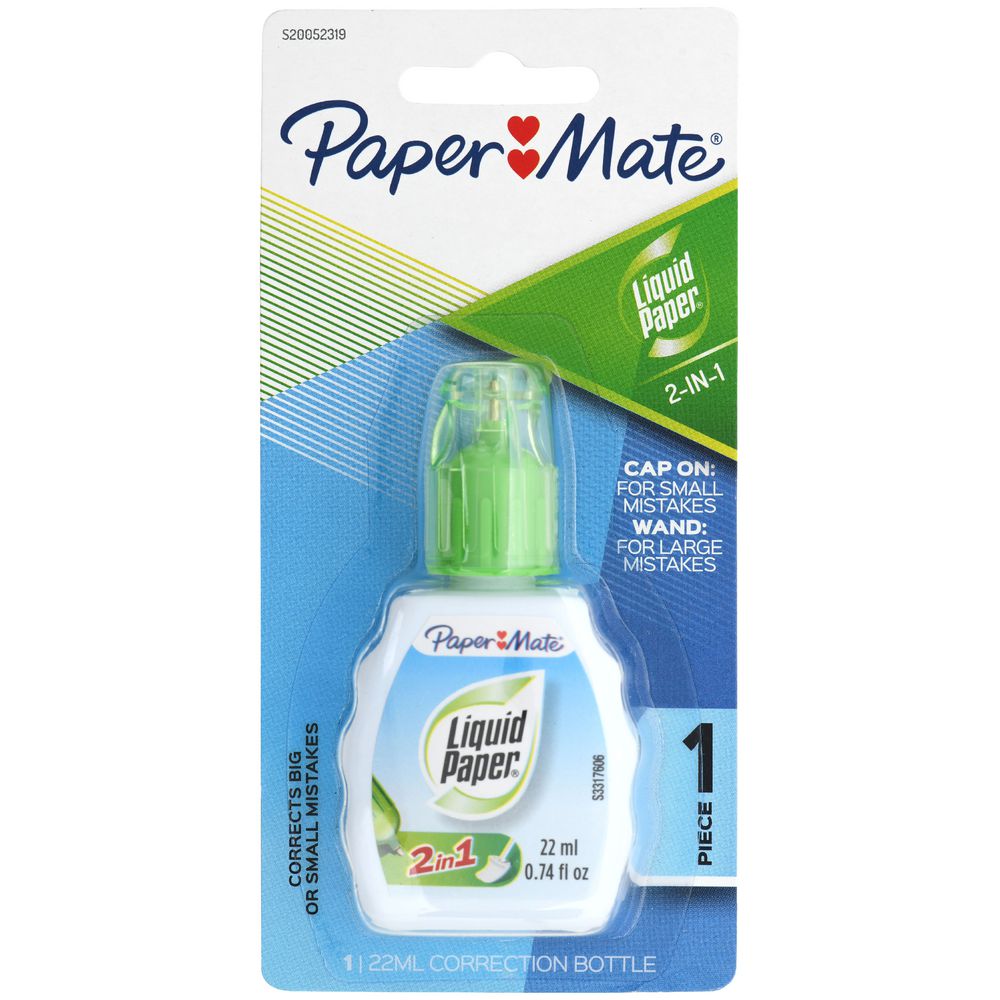 S20052319
Paper Mate®
Liquid
Paper®
2-IN-1
CAP ON:
FOR SMALL
MISTAKES
WAND:
FOR LARGE
MISTAKES
Paper Mate®
Liquid
Paper®
S3317606
2in1
22 ml
0.74 fl oz
CORRECTS BIG
OR SMALL MISTAKES
1
PIECE
1 | 22ML CORRECTION BOTTLE